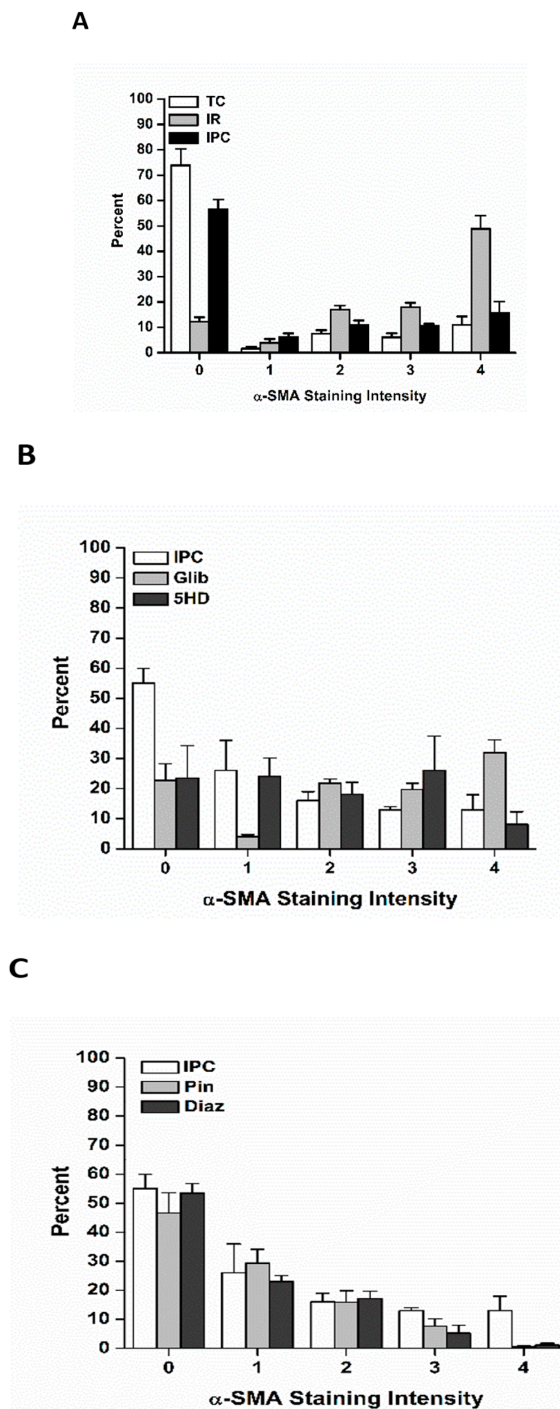 A
100
90
80
70
60
50
40
30
20
10
0
Percent
TC
IR
IPC
0 1 2 3 4
α-SMA Staining Intensity
B
100
90
80
70
60
50
40
30
20
10
0
Percent
IPC
Glib
5HD
0 1 2 3 4
α-SMA Staining Intensity
C
100
90
80
70
60
50
40
30
20
10
0
Percent
IPC
Pin
Diaz
0 1 2 3 4
α-SMA Staining Intensity